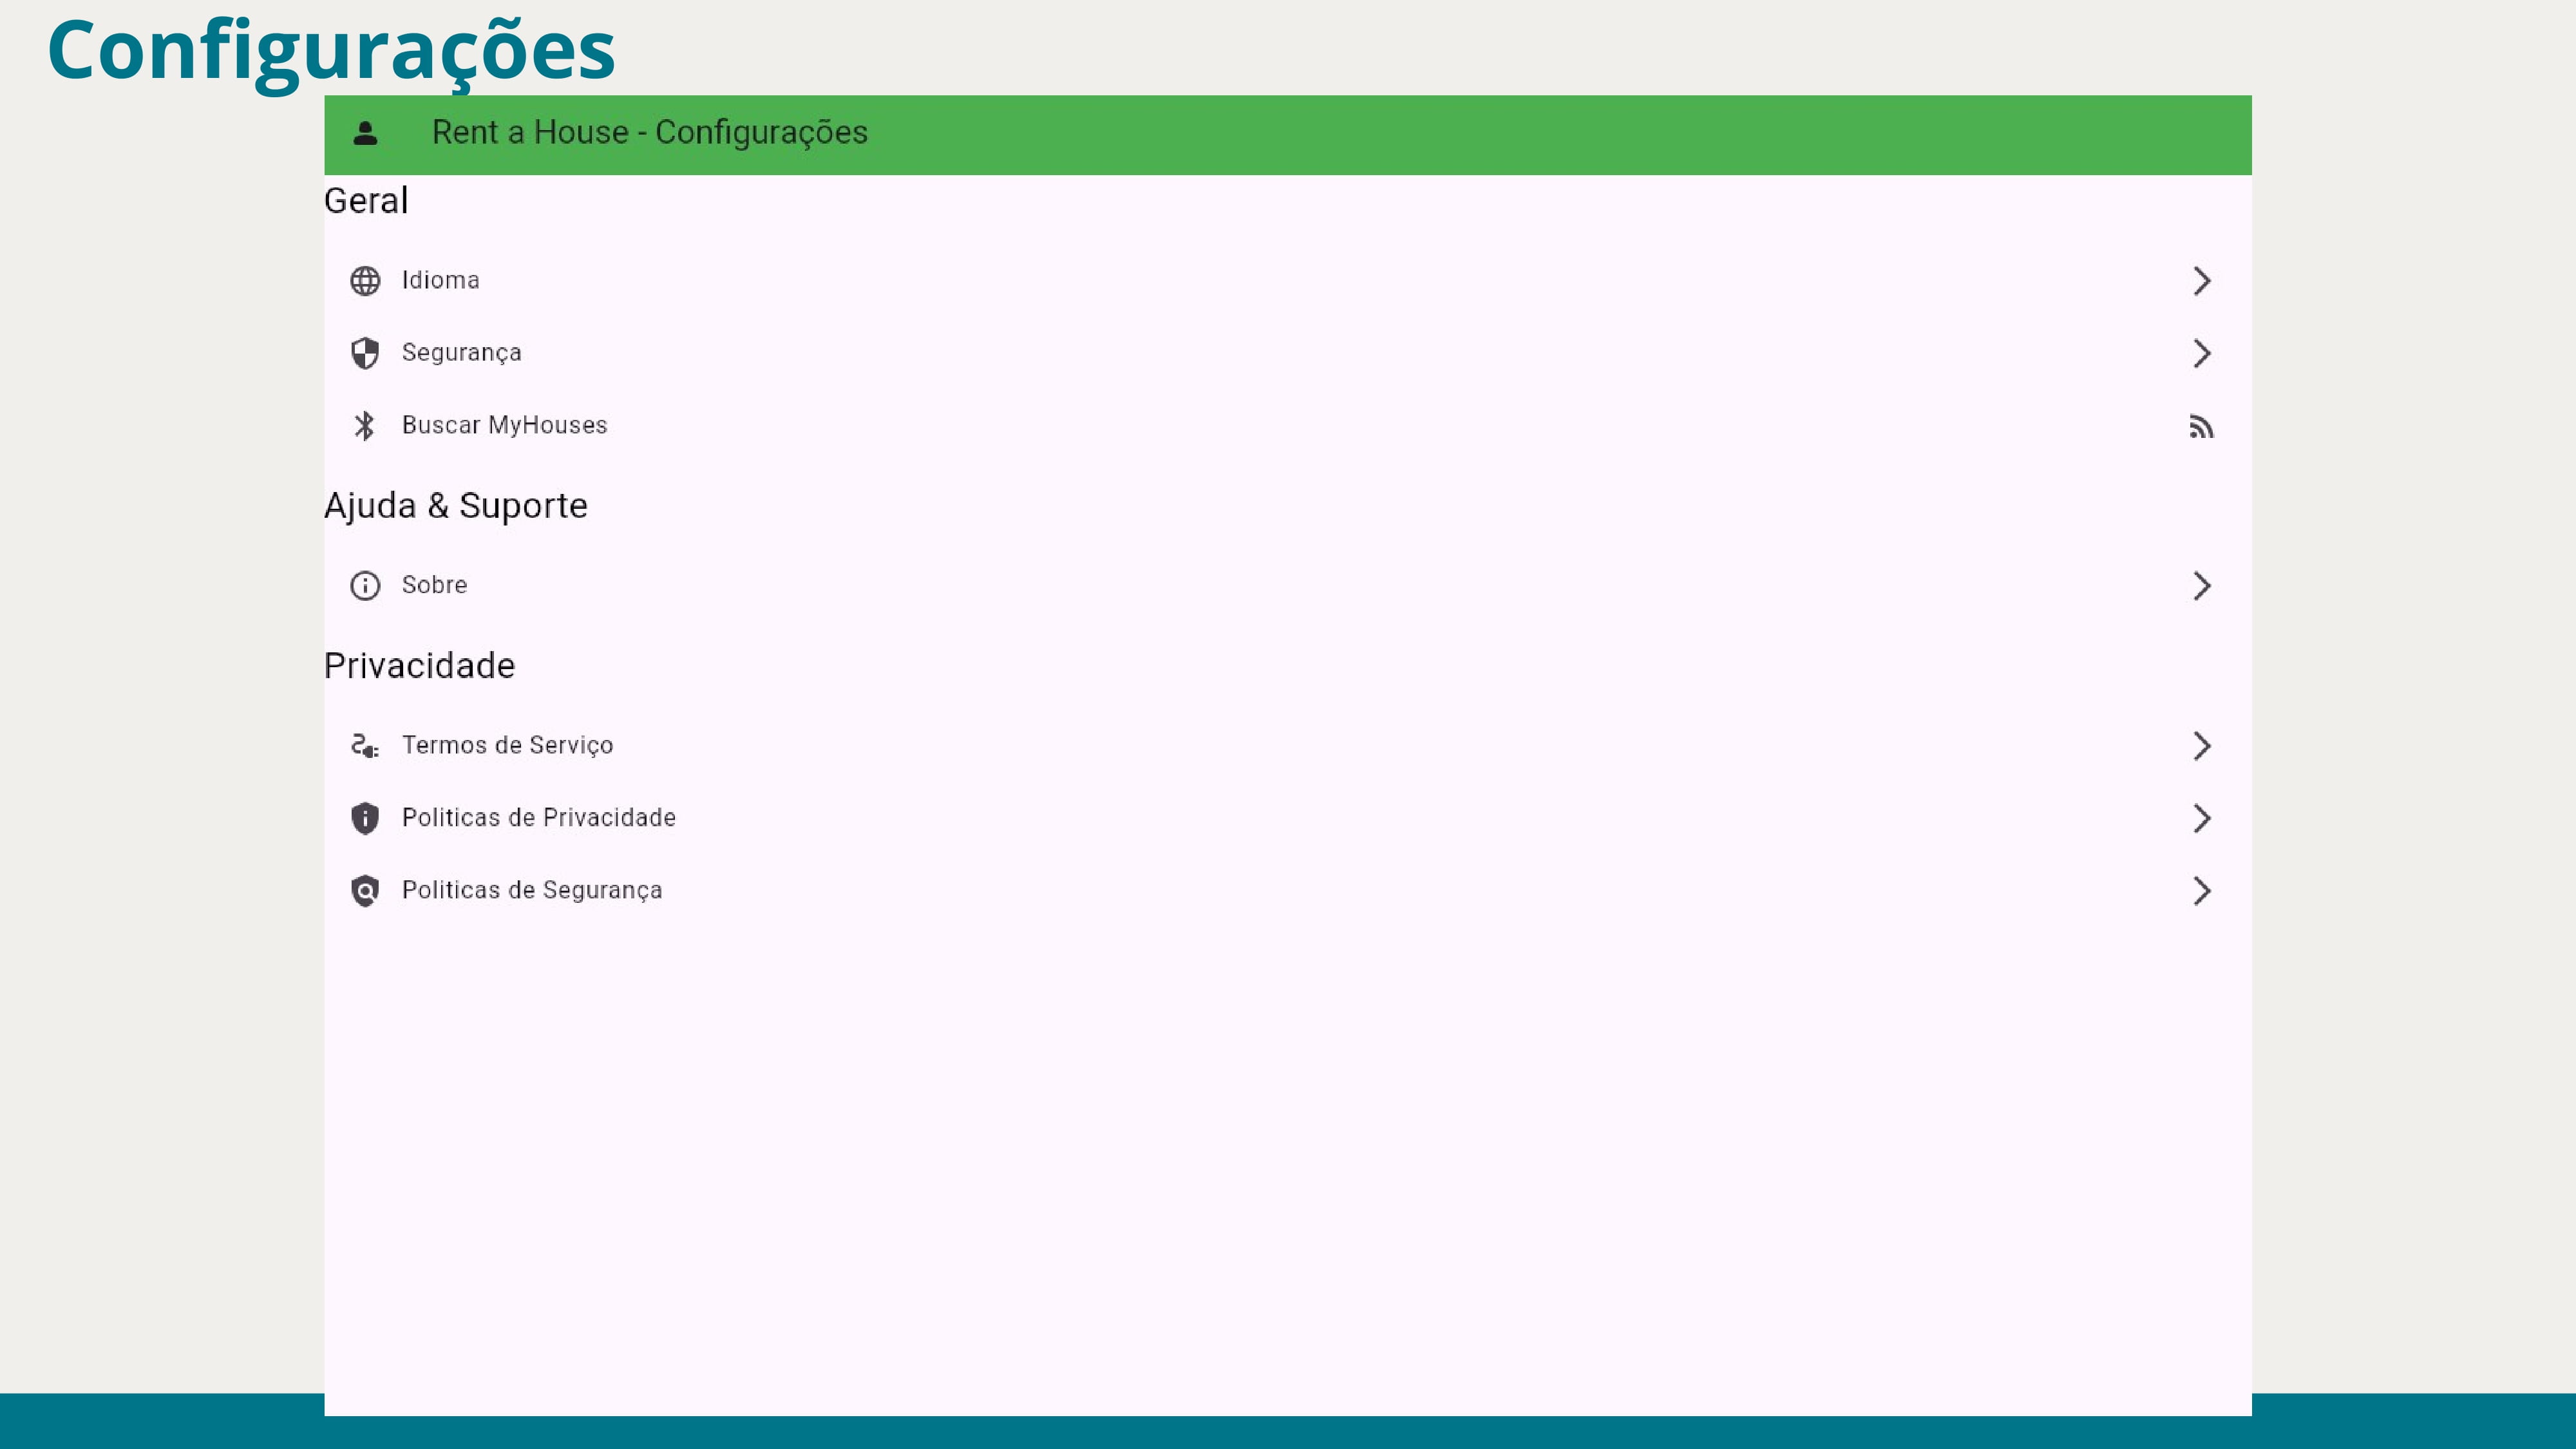 Configurações
Rent a House - Configurações
Geral
Idioma
Segurança
Buscar MyHouses
Ajuda & Suporte
Sobre
Privacidade
Termos de Serviço
Politicas de Privacidade
Politicas de Segurança